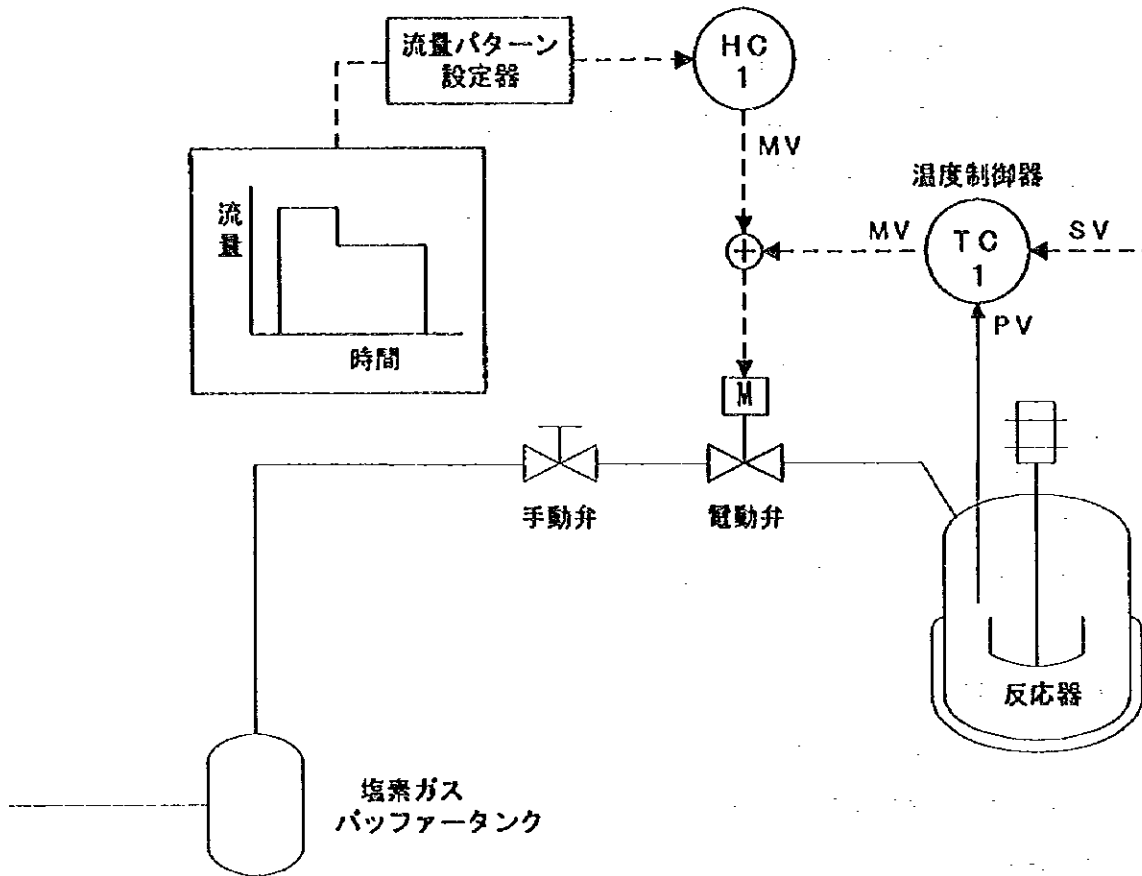 流量パターン
設定器
HC
1
MV
温度制御器
流
量
MV
TC
1
SV
時間
PV
M
手動弁
電動弁
反応器
塩素ガス
バッファータンク